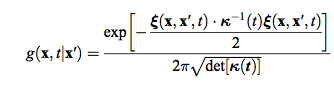 g(x, t|x′) = exp[ − ξ(x, x′, t) · κ⁻¹(t)ξ(x, x′, t) / 2 ] / 2π√det[κ(t)]